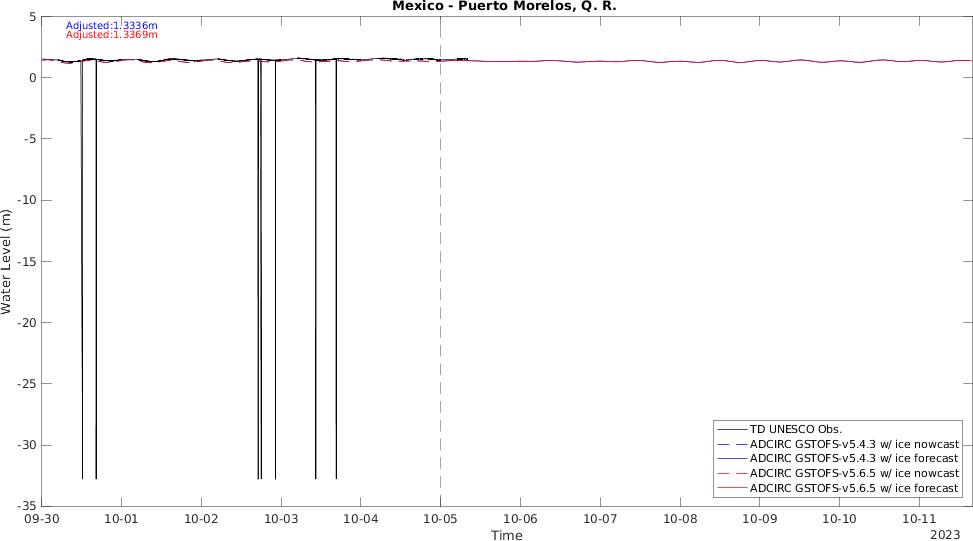 Mexico - Puerto Morelos, Q. R.
Adjusted:1.3336m
Adjusted:1.3369m
5
0
-5
-10
-15
-20
-25
-30
-35
Water Level (m)
TD UNESCO Obs.
ADCIRC GSTOFS-v5.4.3 w/ ice nowcast
ADCIRC GSTOFS-v5.4.3 w/ ice forecast
ADCIRC GSTOFS-v5.6.5 w/ ice nowcast
ADCIRC GSTOFS-v5.6.5 w/ ice forecast
09-30 10-01 10-02 10-03 10-04 10-05 10-06 10-07 10-08 10-09 10-10 10-11
Time
2023